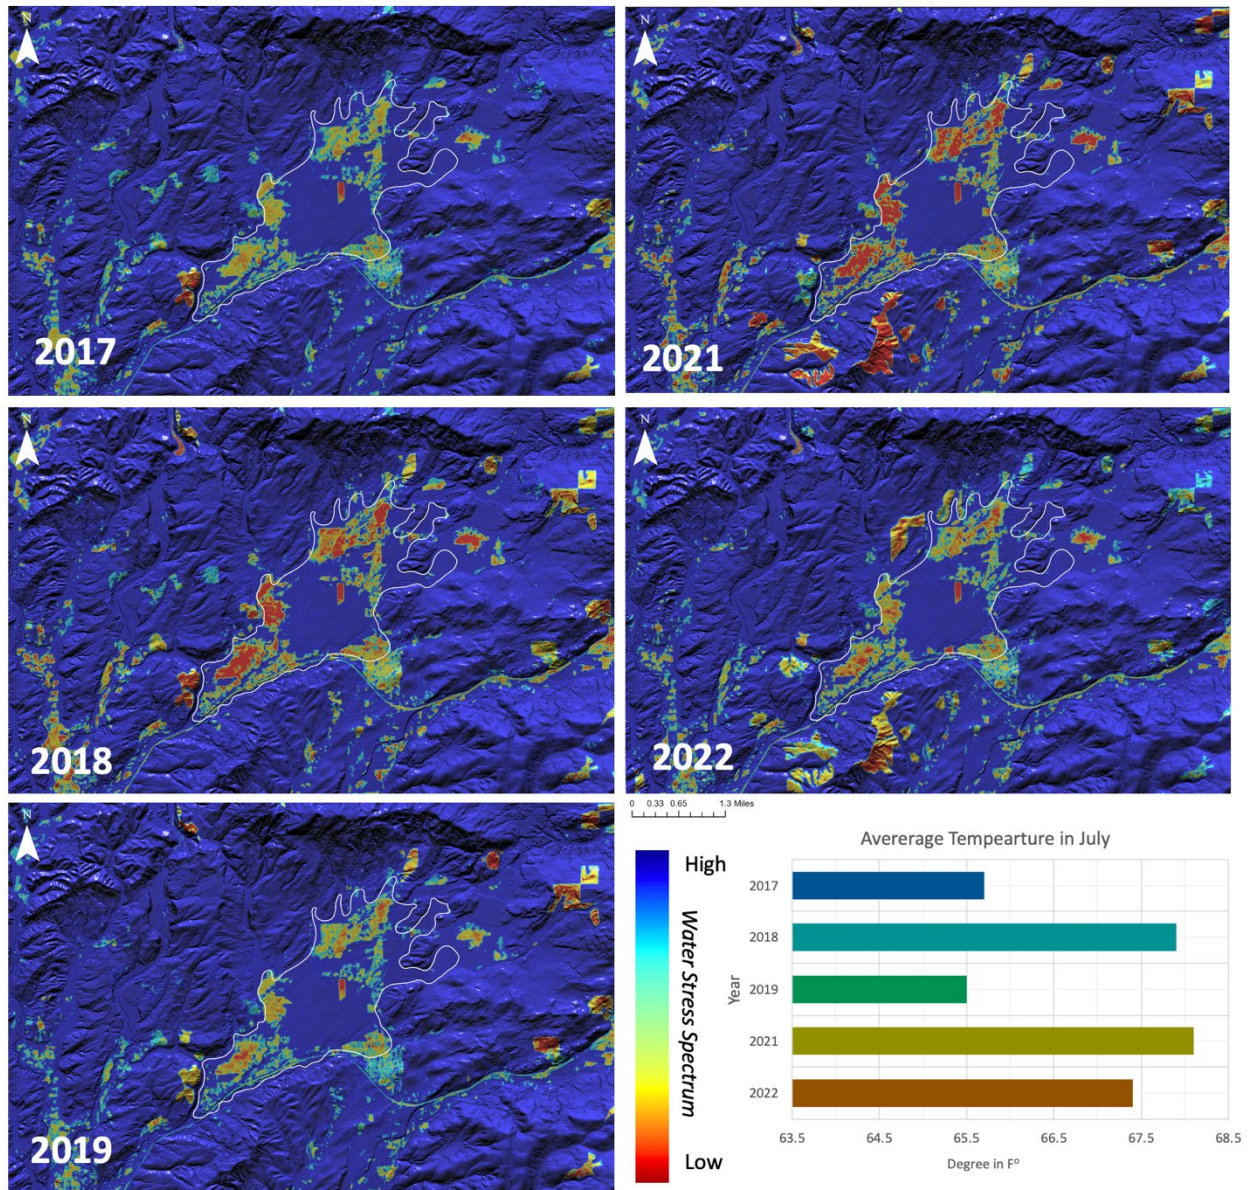 N
2017
N
2021
N
2018
N
2022
N
2019
0 0.33 0.65 1.3 Miles
High
Water Stress Spectrum
Low
Avererage Tempearture in July
Year
2017
2018
2019
2021
2022
63.5 64.5 65.5 66.5 67.5 68.5
Degree in Fº